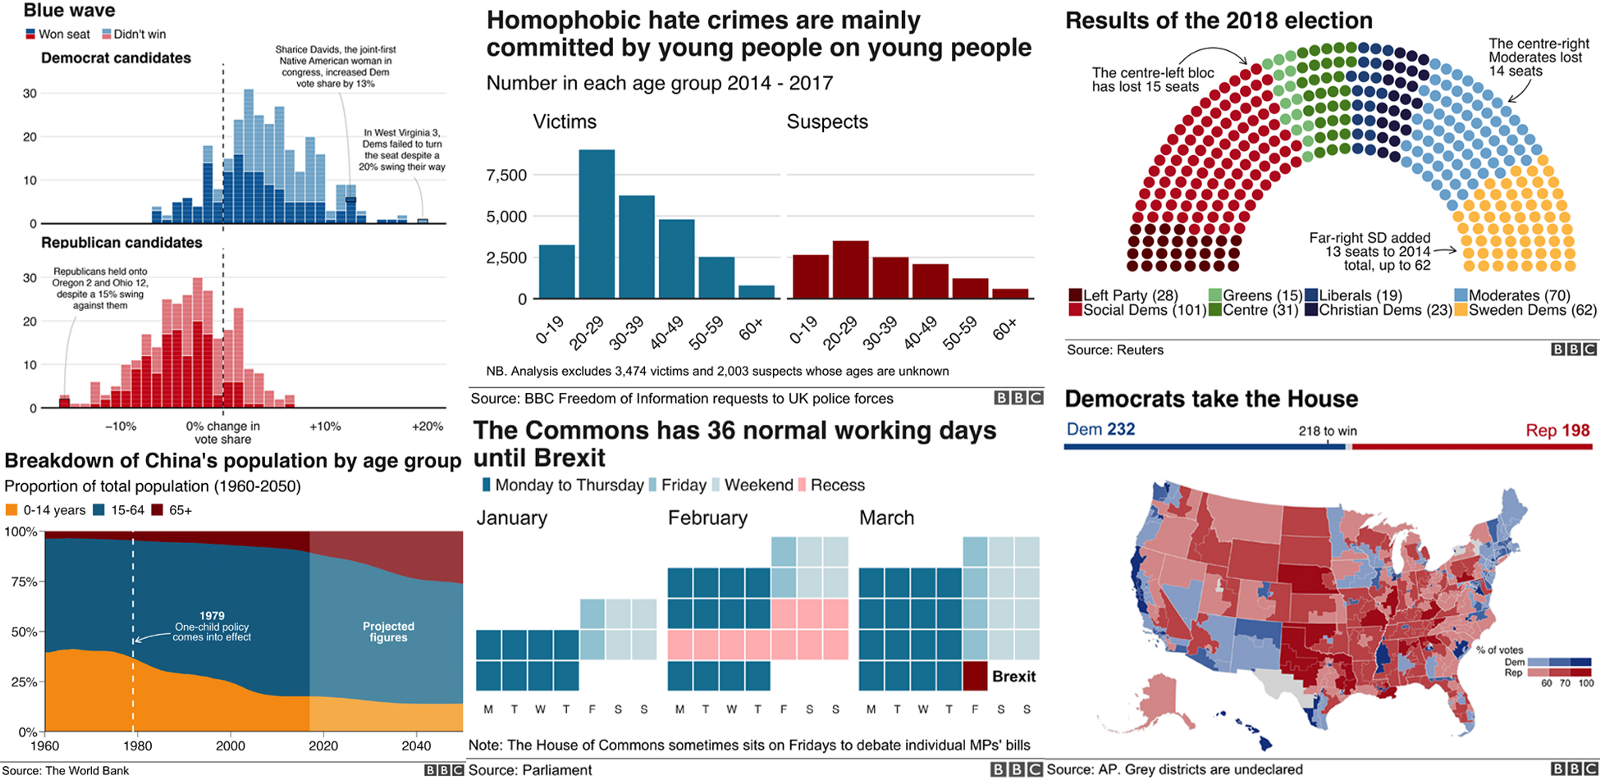 Blue wave
Won seat Didn't win
Democrat candidates
Sharice Davids, the joint-first
Native American woman in
congress, increased Dem
vote share by 13%
In West Virginia 3,
Dems failed to turn
the seat despite a
20% swing their way
30
20
10
0
Republican candidates
Republicans held onto
Oregon 2 and Ohio 12,
despite a 15% swing
against them
30
20
10
0
−10% 0% change in +10% +20%
vote share
Homophobic hate crimes are mainly
committed by young people on young people
Number in each age group 2014 - 2017
Victims Suspects
7,500
5,000
2,500
0
0-19 20-29 30-39 40-49 50-59 60+ 0-19 20-29 30-39 40-49 50-59 60+
NB. Analysis excludes 3,474 victims and 2,003 suspects whose ages are unknown
Source: BBC Freedom of Information requests to UK police forces BBC
Results of the 2018 election
The centre-left bloc
has lost 15 seats
The centre-right
Moderates lost
14 seats
Far-right SD added
13 seats to 2014
total, up to 62
Left Party (28) Greens (15) Liberals (19) Moderates (70)
Social Dems (101) Centre (31) Christian Dems (23) Sweden Dems (62)
Source: Reuters BBC
Breakdown of China's population by age group
Proportion of total population (1960-2050)
0-14 years 15-64 65+
100%
75%
50%
25%
0%
1979
One-child policy
comes into effect
Projected
figures
1960 1980 2000 2020 2040
Source: The World Bank BBC
The Commons has 36 normal working days
until Brexit
Monday to Thursday Friday Weekend Recess
January February March
Brexit
M T W T F S S M T W T F S S M T W T F S S
Note: The House of Commons sometimes sits on Fridays to debate individual MPs' bills
Source: Parliament BBC
Democrats take the House
Dem 232 218 to win Rep 198
% of votes
Dem
Rep
60 70 100
Source: AP. Grey districts are undeclared BBC